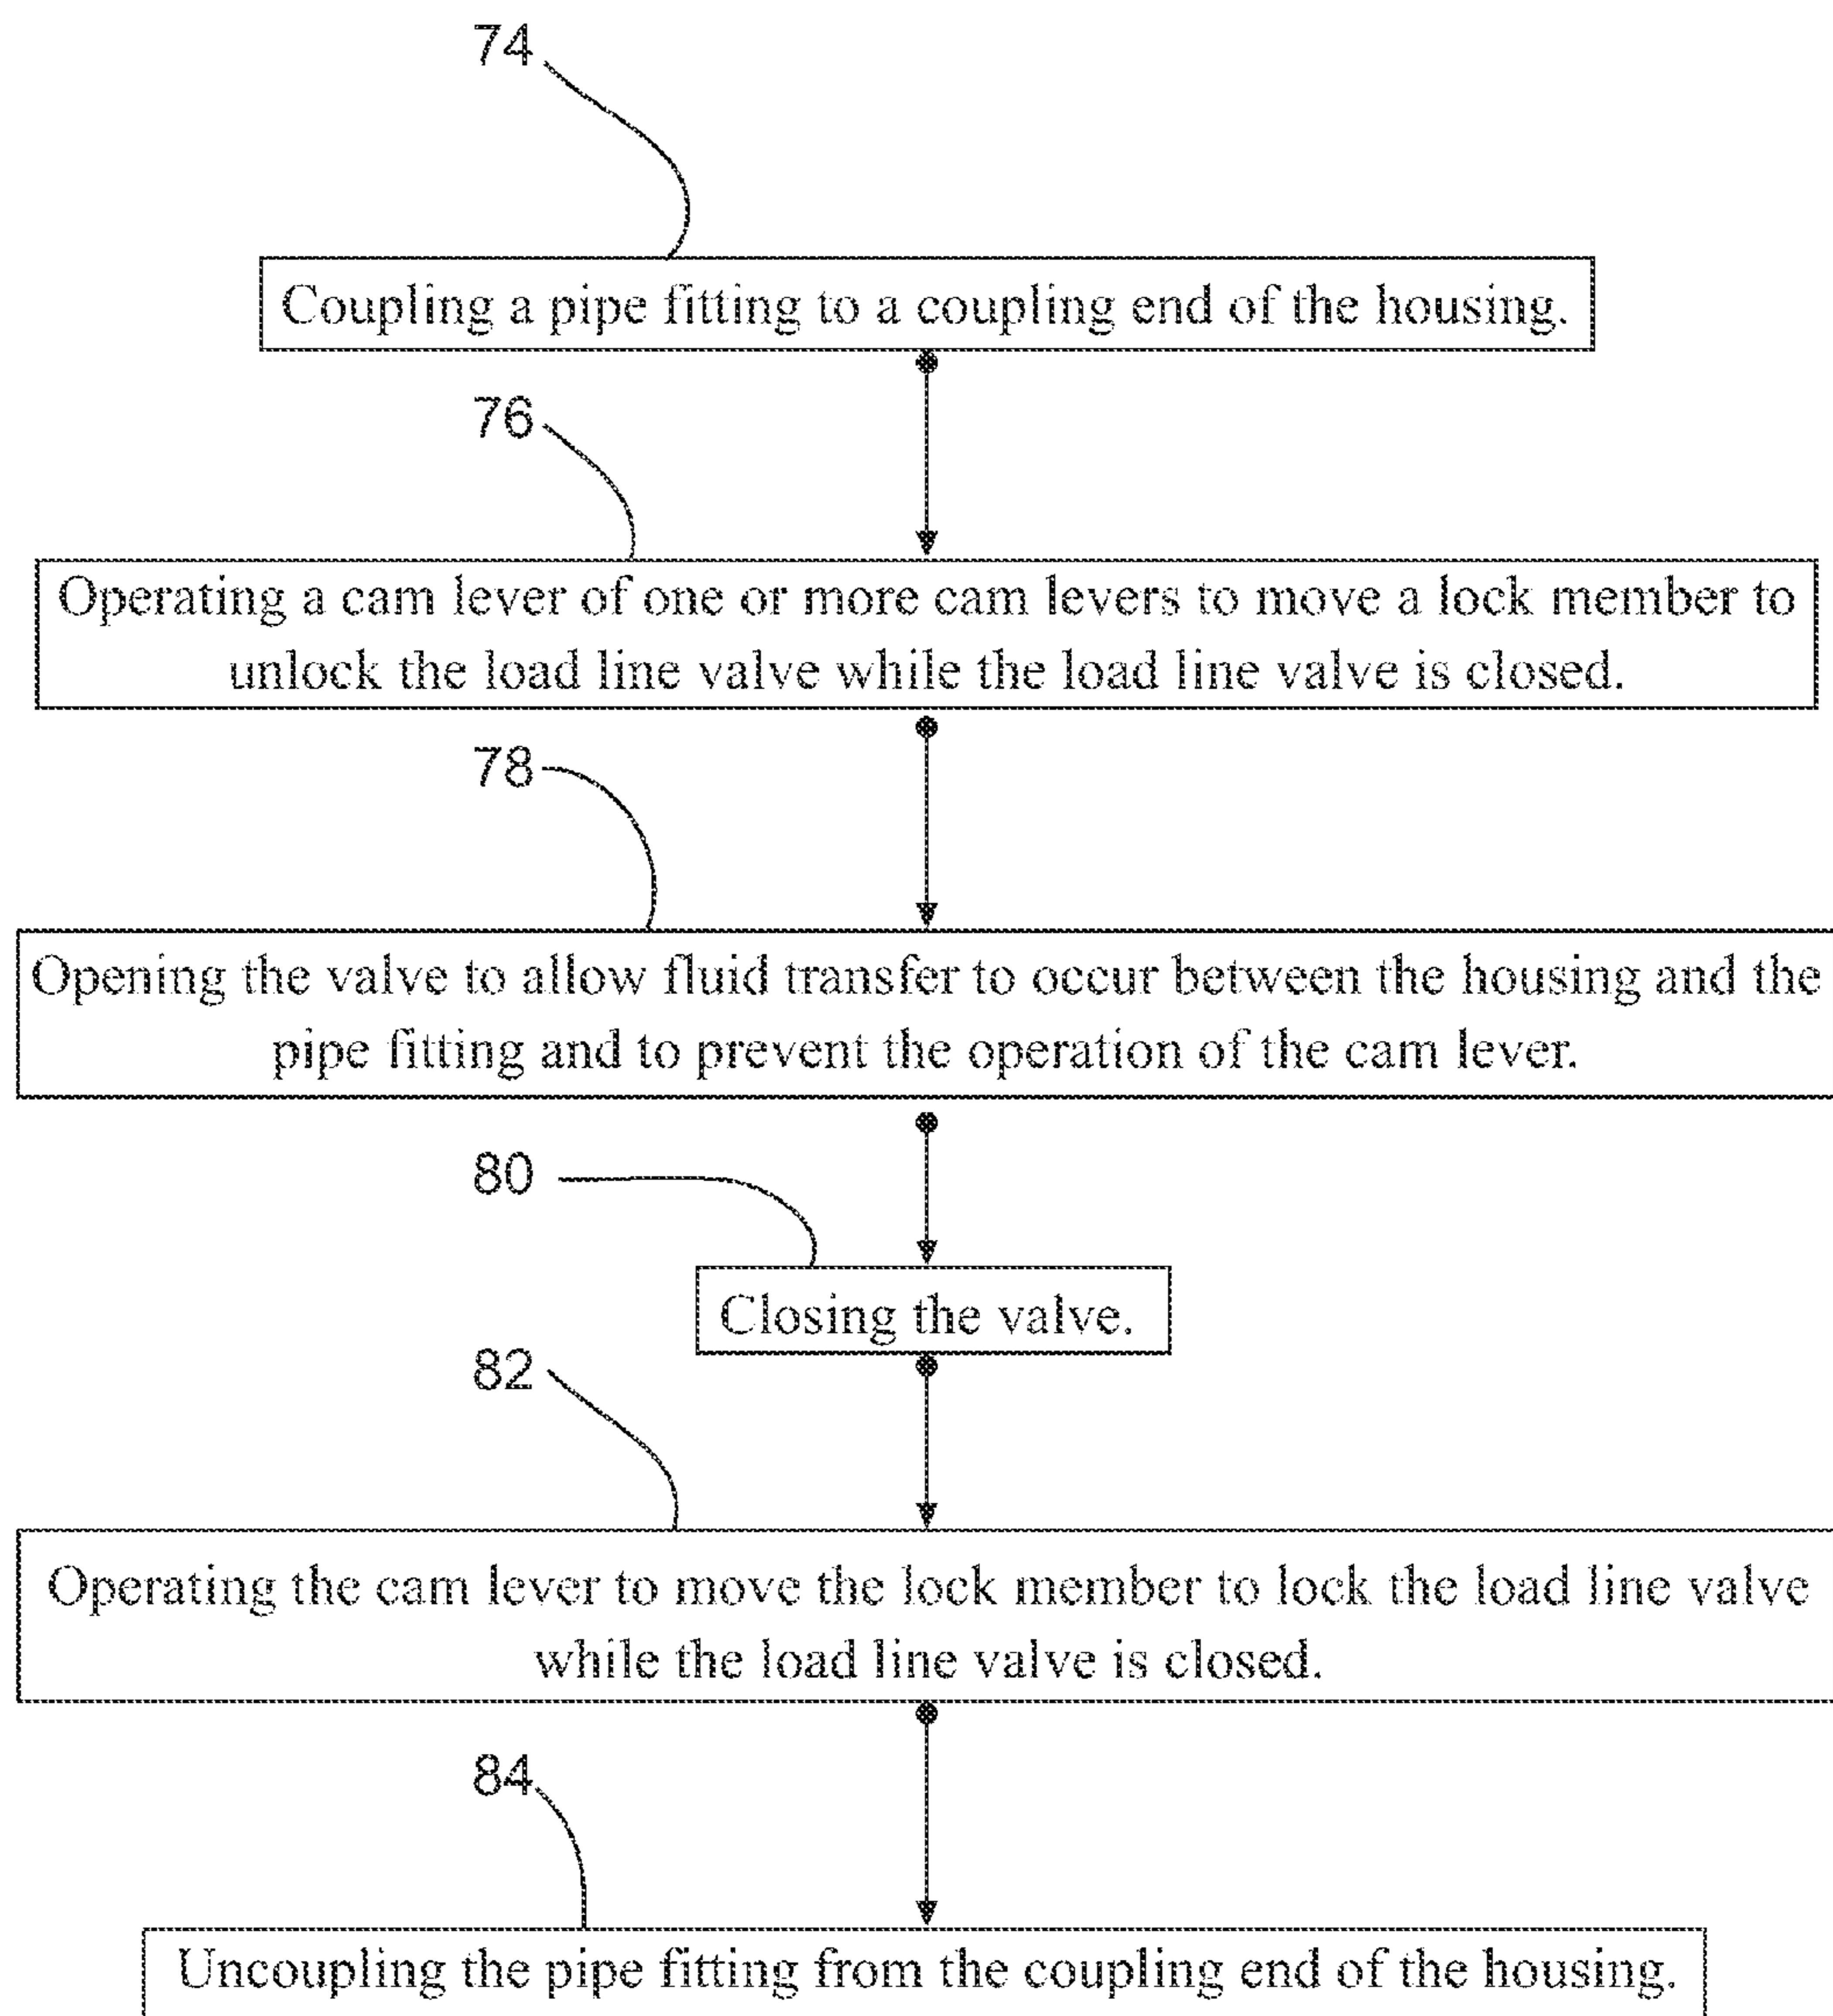 74
Coupling a pipe fitting to a coupling end of the housing.
76
Operating a cam lever of one or more cam levers to move a lock member to
unlock the load line valve while the load line valve is closed.
78
Opening the valve to allow fluid transfer to occur between the housing and the
pipe fitting and to prevent the operation of the cam lever.
80
Closing the valve.
82
Operating the cam lever to move the lock member to lock the load line valve
while the load line valve is closed.
84
Uncoupling the pipe fitting from the coupling end of the housing.